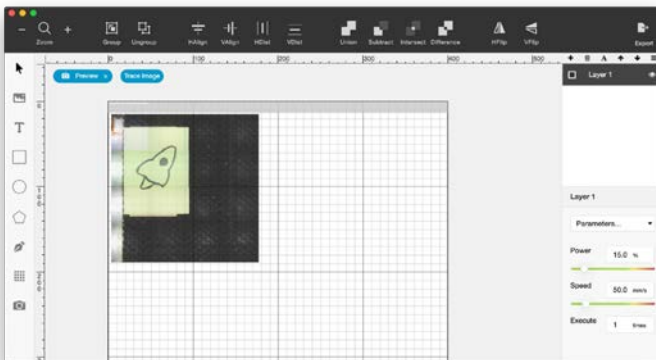 Zoom Group Ungroup HAlign VAlign HDist VDist Union Subtract Intersect Difference HFlip VFlip Export
0 100 200 300 400 500
Preview Trace Image
Layer 1
T
Layer 1
Parameters...
Power 15.0 %
Speed 50.0 mm/s
Execute 1 times